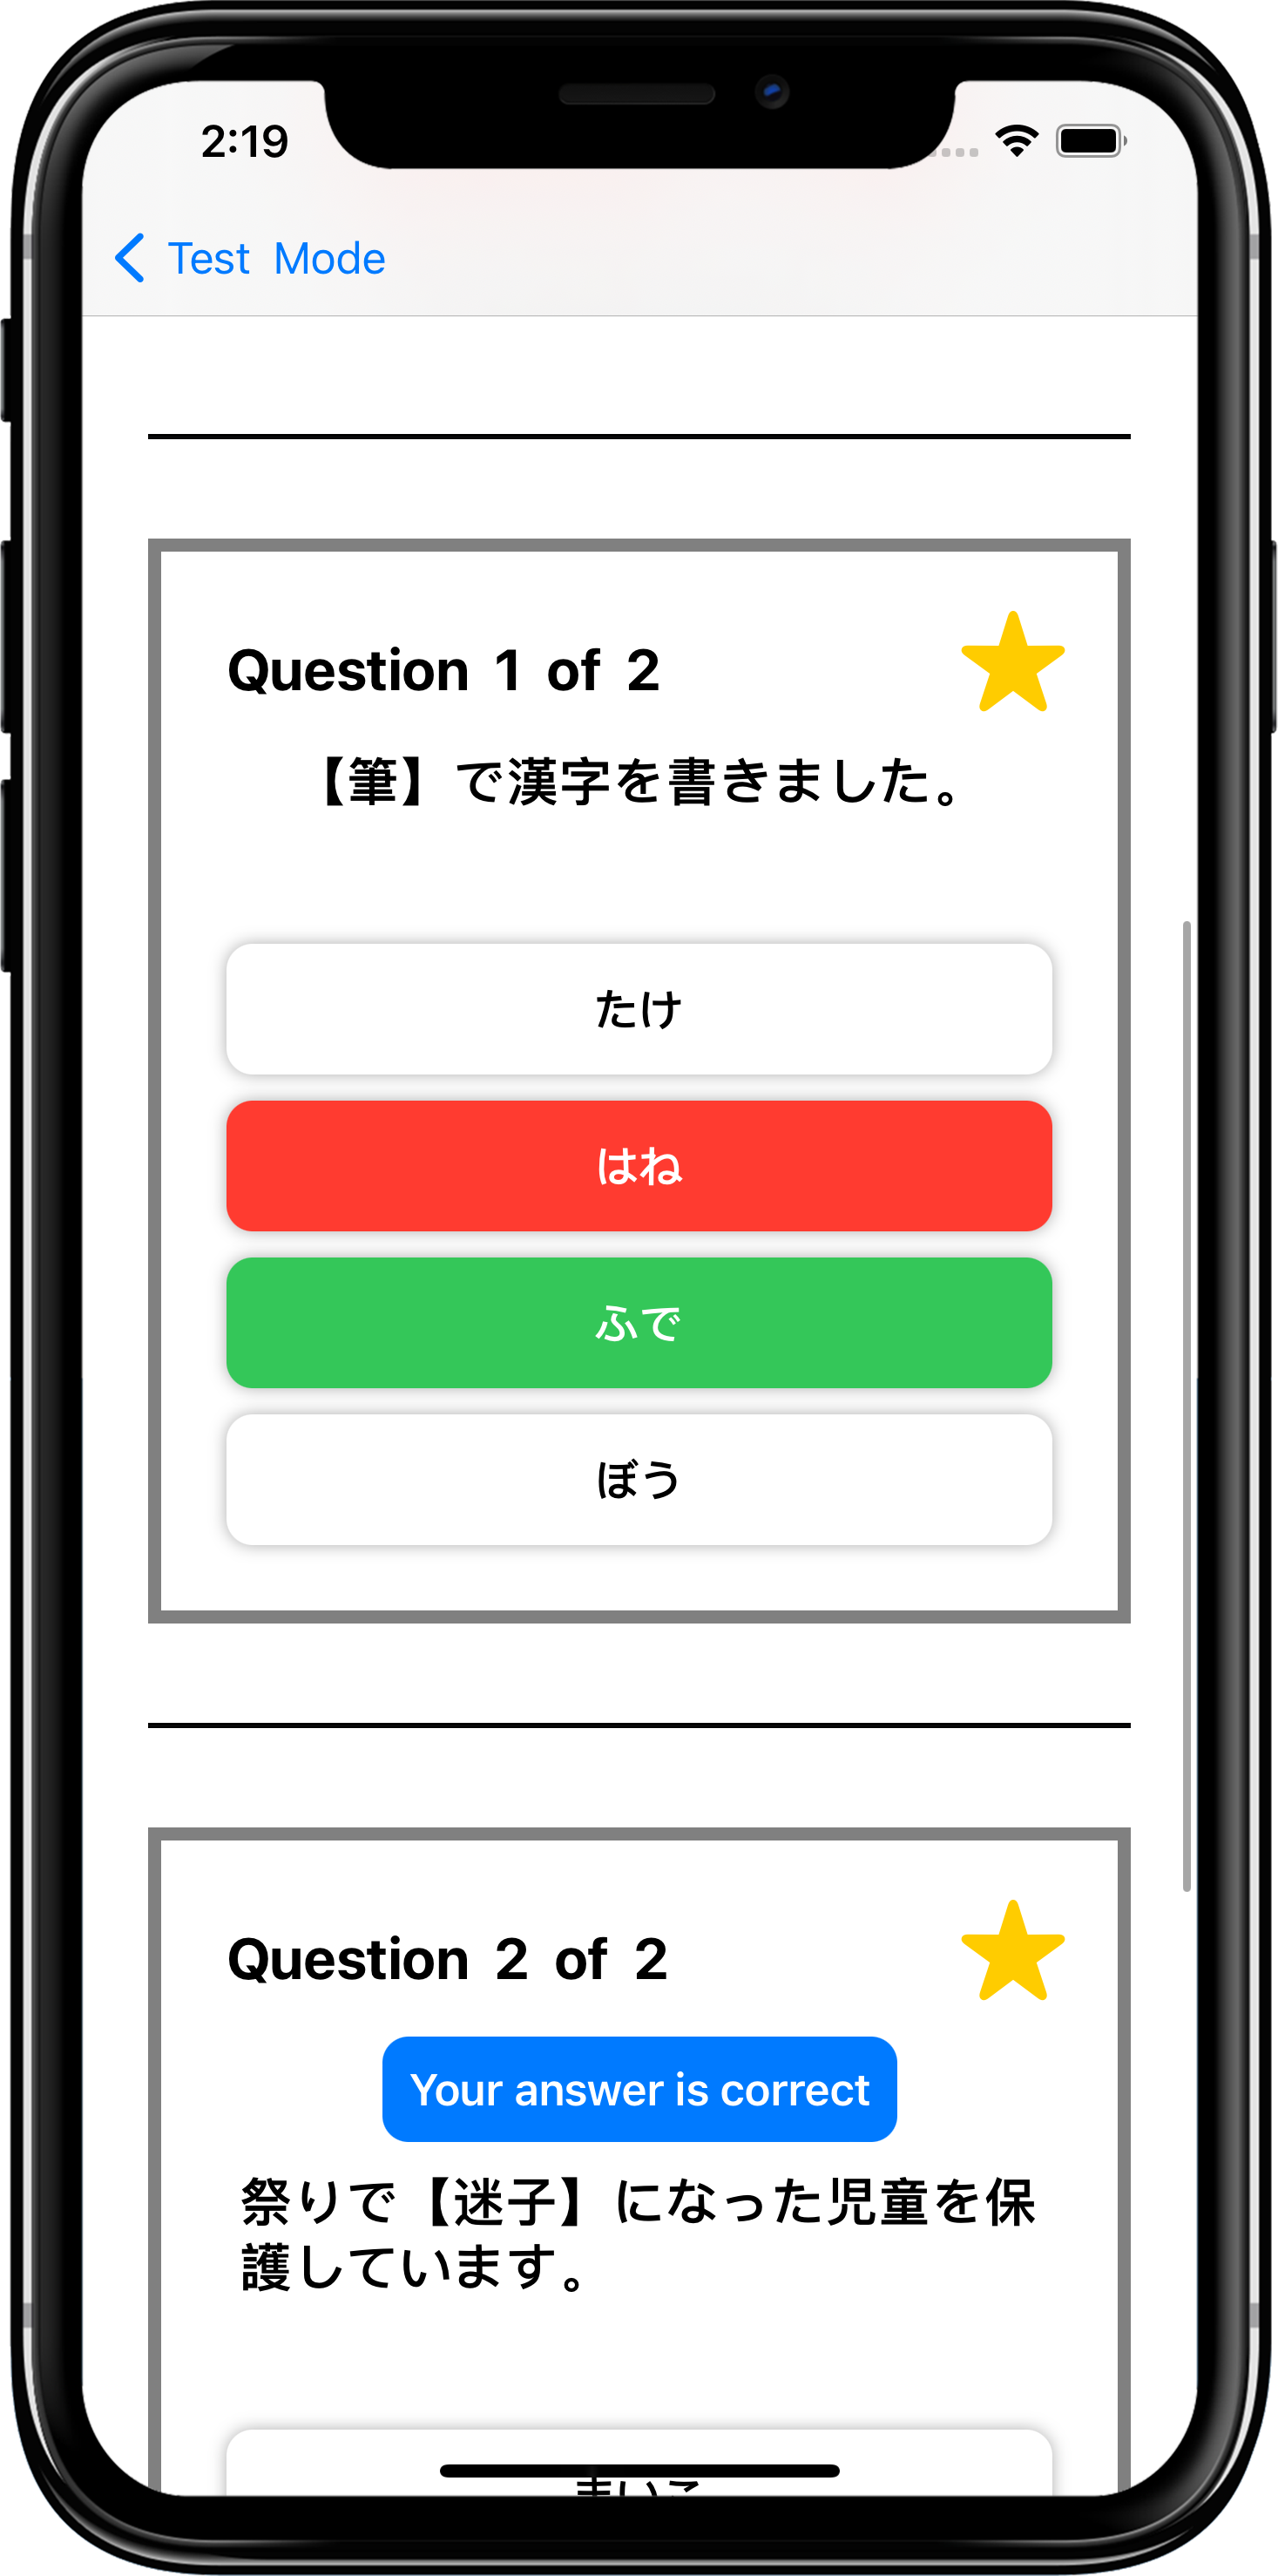 2:19
Test Mode
Question 1 of 2
【筆】で漢字を書きました。
たけ
はね
ふで
ぼう
Question 2 of 2
Your answer is correct
祭りで【迷子】になった児童を保
護しています。